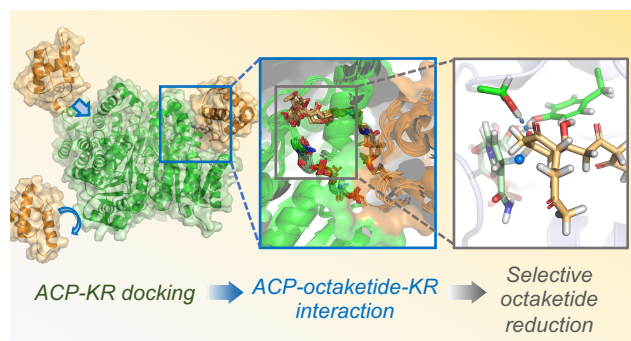 ACP-KR docking
ACP-octaketide-KR
interaction
Selective
octaketide
reduction